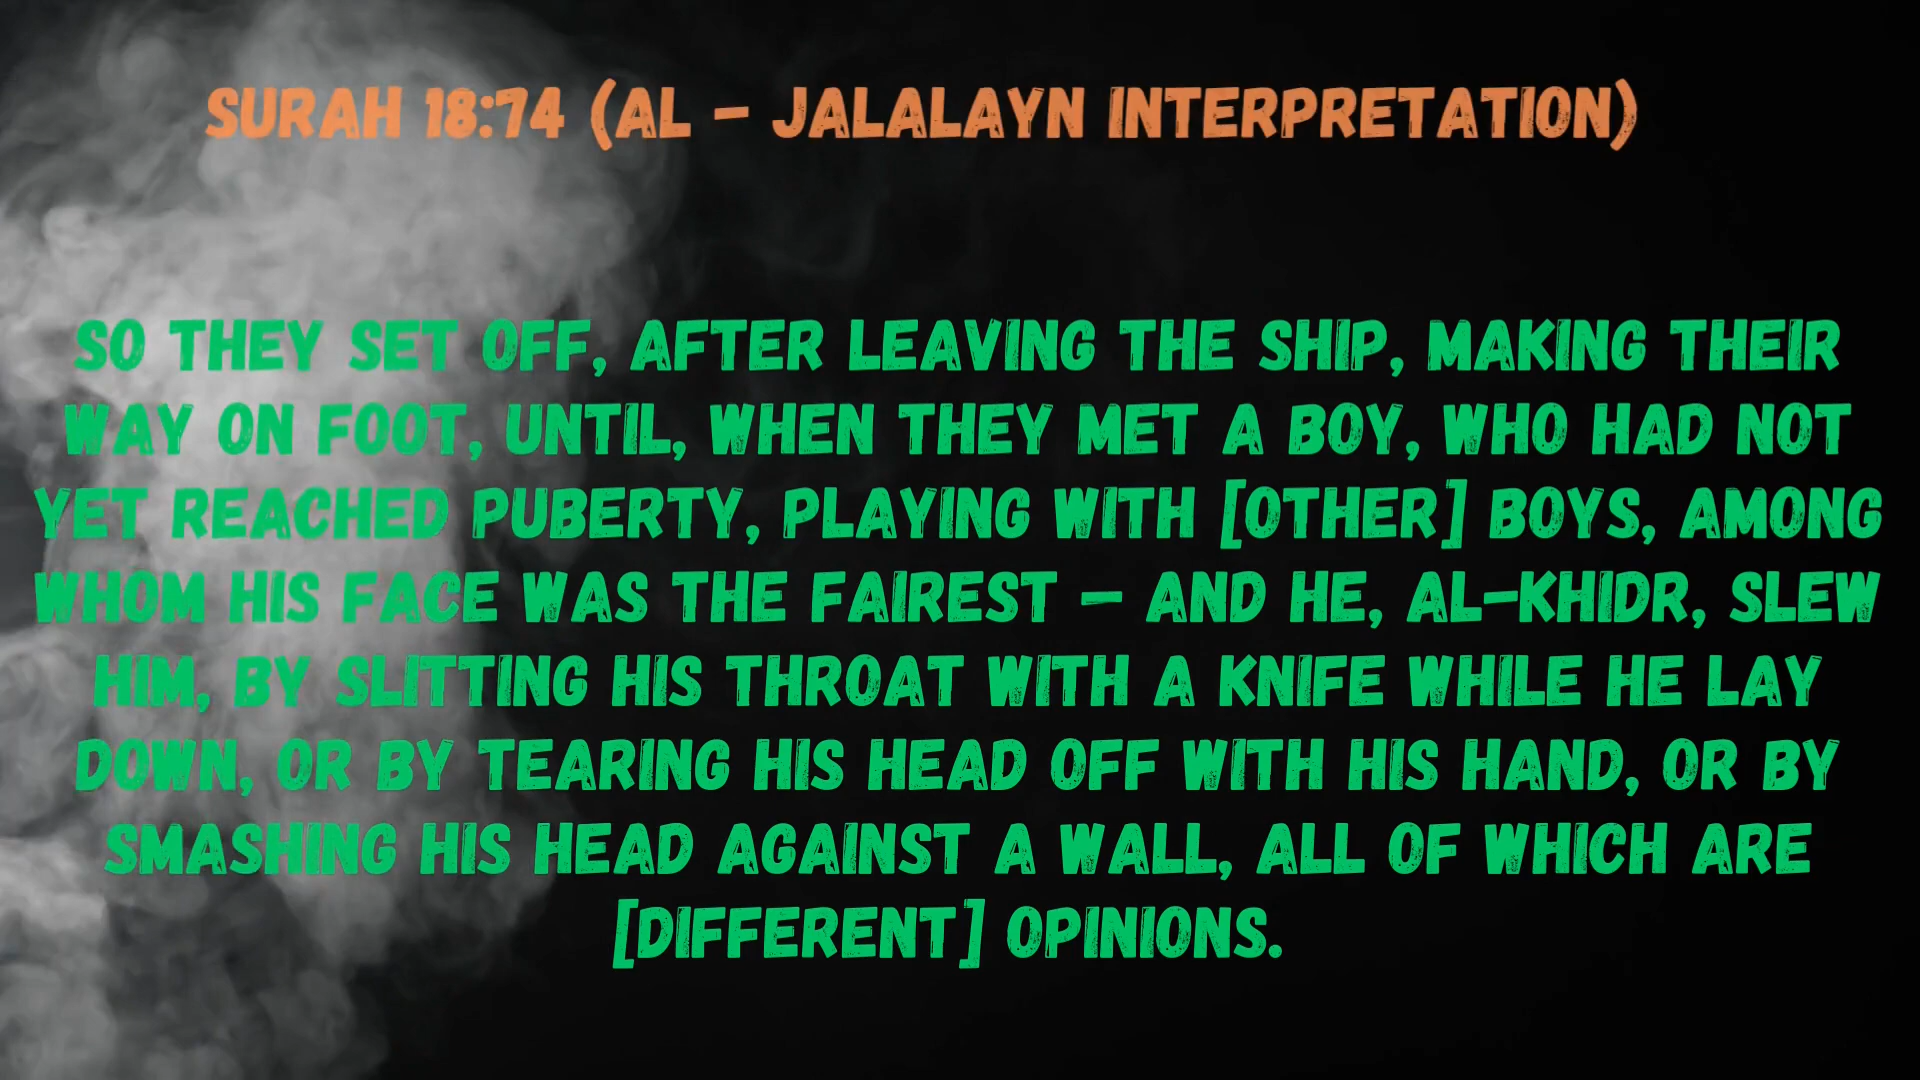 SURAH 18:74 (AL - JALALAYN INTERPRETATION)
SO THEY SET OFF, AFTER LEAVING THE SHIP, MAKING THEIR
WAY ON FOOT, UNTIL, WHEN THEY MET A BOY, WHO HAD NOT
YET REACHED PUBERTY, PLAYING WITH [OTHER] BOYS, AMONG
WHOM HIS FACE WAS THE FAIREST — AND HE, AL-KHIDR, SLEW
HIM, BY SLITTING HIS THROAT WITH A KNIFE WHILE HE LAY
DOWN, OR BY TEARING HIS HEAD OFF WITH HIS HAND, OR BY
SMASHING HIS HEAD AGAINST A WALL, ALL OF WHICH ARE
[DIFFERENT] OPINIONS.